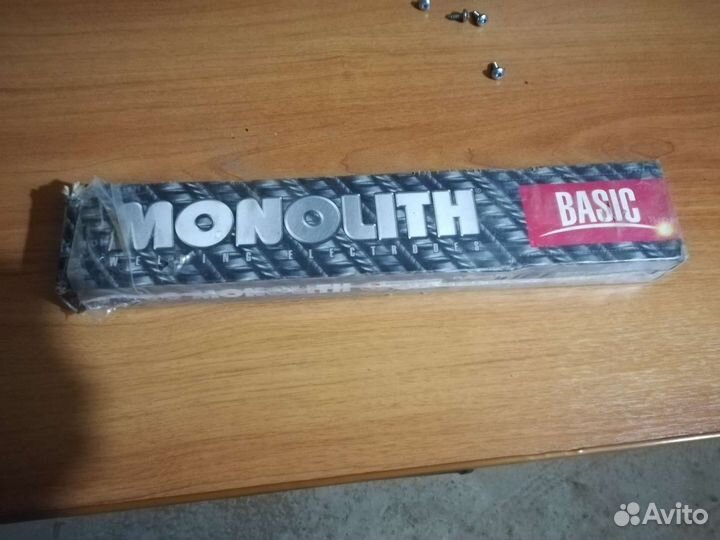 MONOLITH
WELDING ELECTRODES
BASIC
MONOLITH
Avito